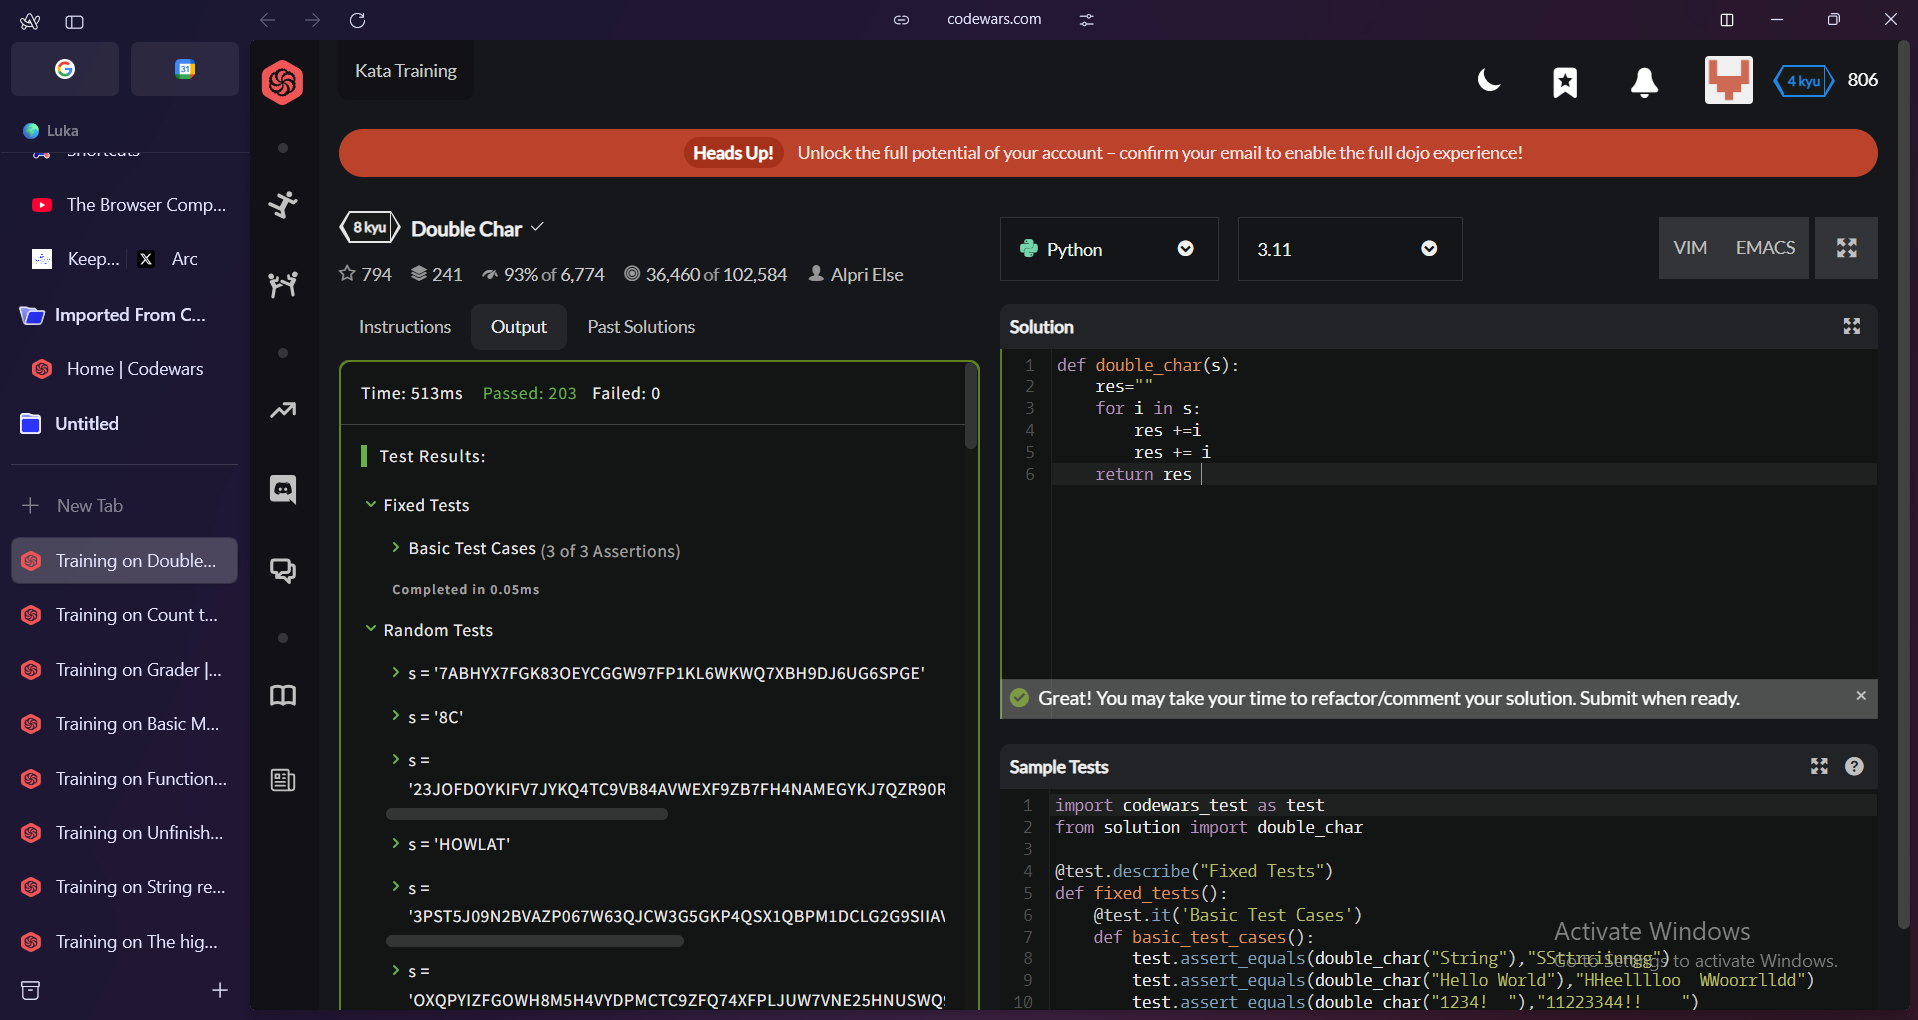 codewars.com
Luka
The Browser Comp...
Keep... Arc
Imported From C...
Home | Codewars
Untitled
New Tab
Training on Double...
Training on Count t...
Training on Grader |...
Training on Basic M...
Training on Function...
Training on Unfinish...
Training on String re...
Training on The hig...
Kata Training
4 kyu 806
Heads Up! Unlock the full potential of your account – confirm your email to enable the full dojo experience!
8 kyu Double Char
794 241 93% of 6,774 36,460 of 102,584 Alpri Else
Instructions Output Past Solutions
Time: 513ms Passed: 203 Failed: 0
Test Results:
Fixed Tests
Basic Test Cases (3 of 3 Assertions)
Completed in 0.05ms
Random Tests
s = '7ABHYX7FGK83OEYCGGW97FP1KL6WKWQ7XBH9DJ6UG6SPGE'
s = '8C'
s =
'23JOFDOYKIFV7JYKQ4TC9VB84AVWEXF9ZB7FH4NAMEGYKJ7QZR90R
s = 'HOWLAT'
s =
'3PST5J09N2BVAZP067W63QJCW3G5GKP4QSX1QBPM1DCLG2G9SIIA
s =
'OXQPYIZFGOWH8M5H4VYDPMCTC9ZFQ74XFPLJUW7VNE25HNUSWQ
Python 3.11 VIM EMACS
Solution
1 def double_char(s):
2     res=""
3     for i in s:
4         res +=i
5         res += i
6     return res
Great! You may take your time to refactor/comment your solution. Submit when ready.
Sample Tests
1 import codewars_test as test
2 from solution import double_char
3
4 @test.describe("Fixed Tests")
5 def fixed_tests():
6     @test.it('Basic Test Cases')
7     def basic_test_cases():
8         test.assert_equals(double_char("String"),"SSttrriinngg")
9         test.assert_equals(double_char("Hello World"),"HHeelllloo  WWoorrlldd")
10         test.assert_equals(double_char("1234!_ "),"11223344!!__  ")
Activate Windows
Go to Settings to activate Windows.